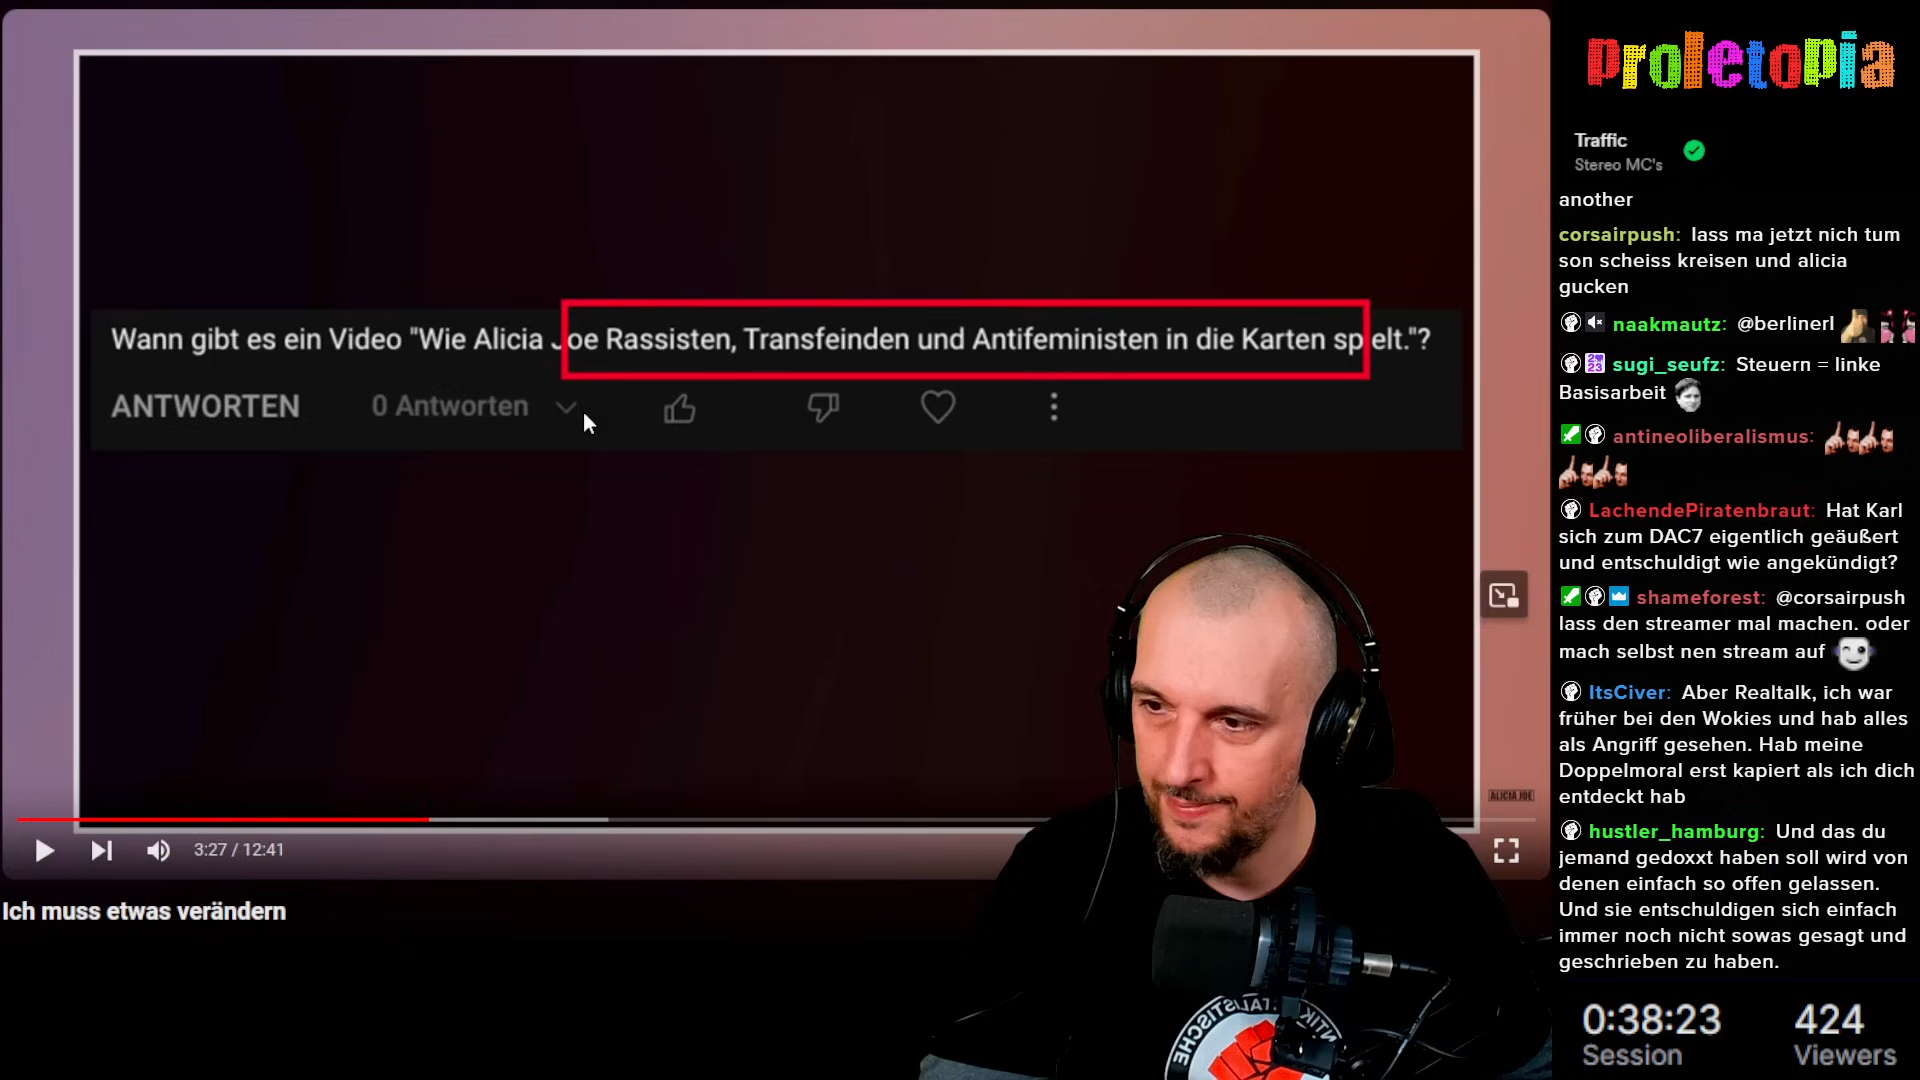 Wann gibt es ein Video "Wie Alicia Joe Rassisten, Transfeinden und Antifeministen in die Karten spielt."?
ANTWORTEN 0 Antworten
ALICIA JOE
3:27 / 12:41
Ich muss etwas verändern
proletopia
Traffic
Stereo MC's
another
corsairpush: lass ma jetzt nich tum
son scheiss kreisen und alicia
gucken
naakmautz: @berlinerl
sugi_seufz: Steuern = linke
Basisarbeit
antineoliberalismus:
LachendePiratenbraut: Hat Karl
sich zum DAC7 eigentlich geäußert
und entschuldigt wie angekündigt?
shameforest: @corsairpush
lass den streamer mal machen. oder
mach selbst nen stream auf
ItsCiver: Aber Realtalk, ich war
früher bei den Wokies und hab alles
als Angriff gesehen. Hab meine
Doppelmoral erst kapiert als ich dich
entdeckt hab
hustler_hamburg: Und das du
jemand gedoxxt haben soll wird von
denen einfach so offen gelassen.
Und sie entschuldigen sich einfach
immer noch nicht sowas gesagt und
geschrieben zu haben.
0:38:23
Session
424
Viewers